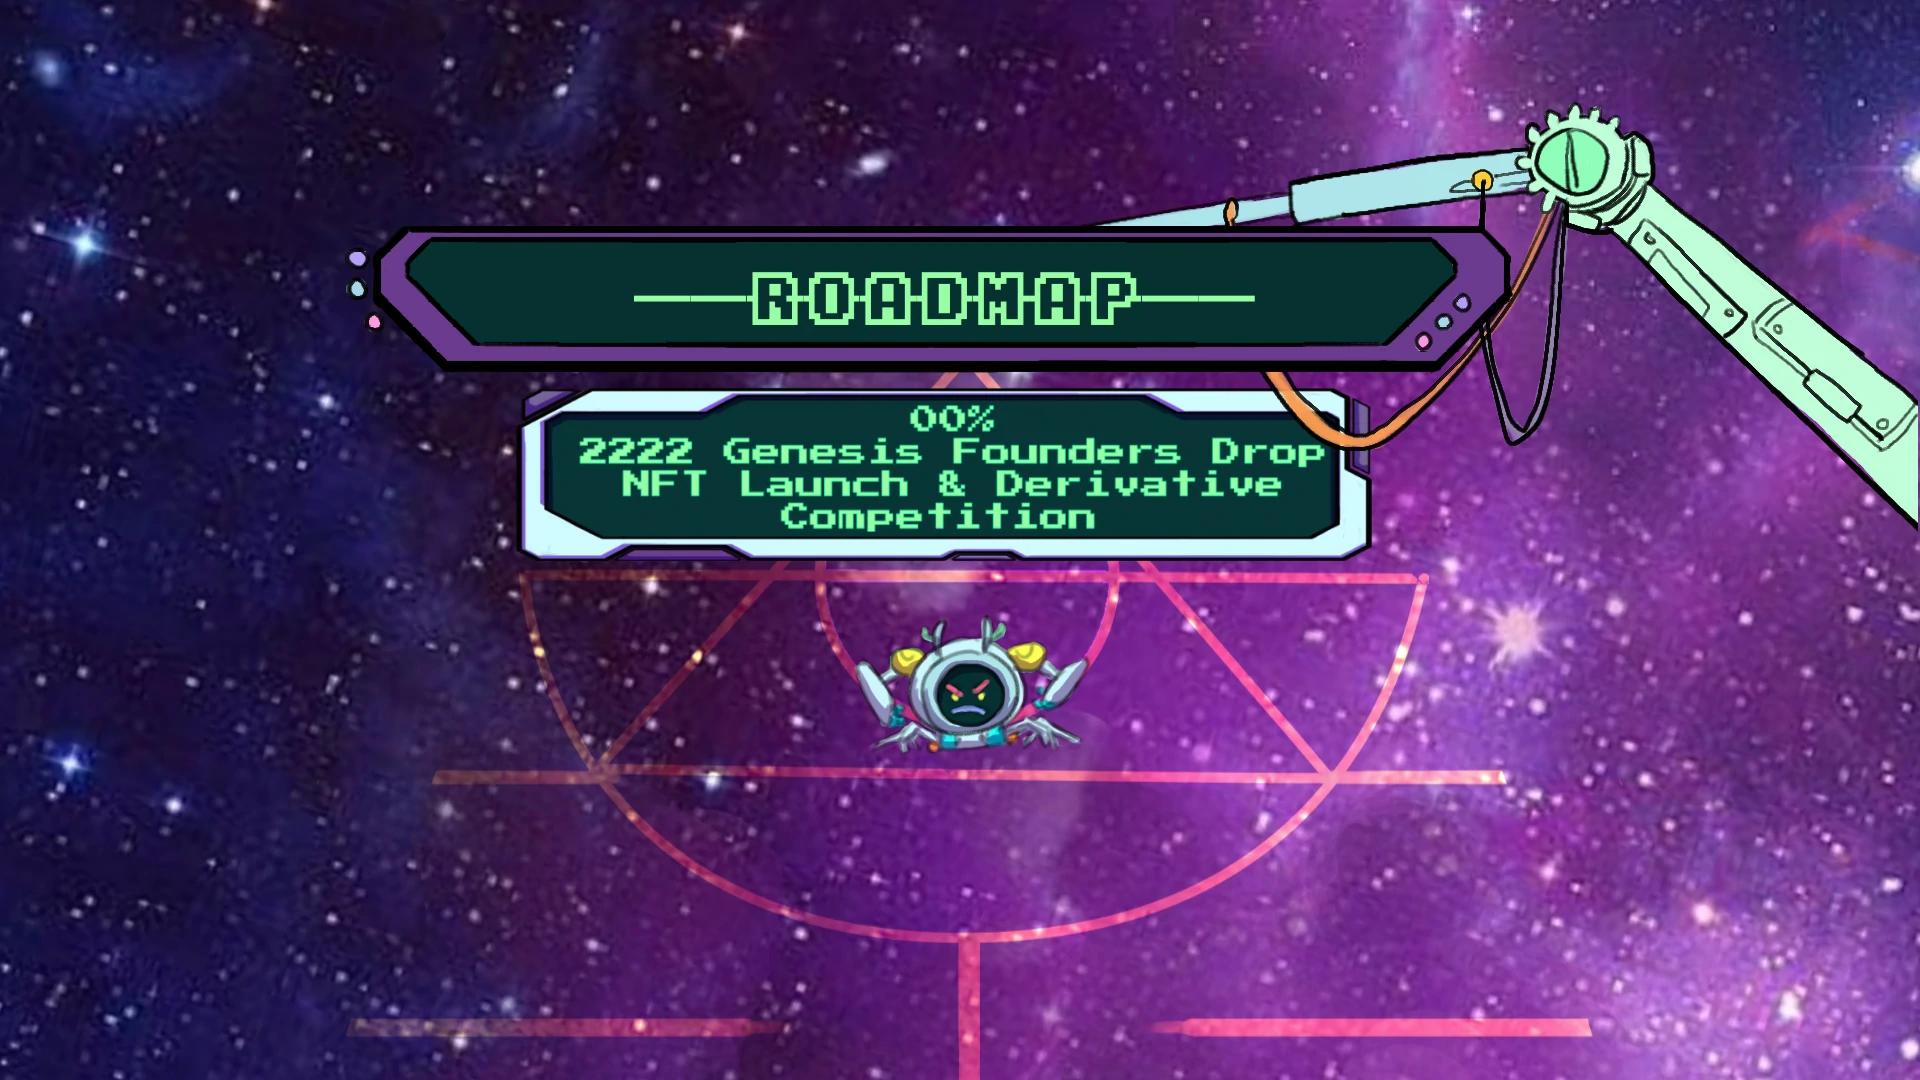 ROADMAP
00%
2222 Genesis Founders Drop
NFT Launch & Derivative
Competition